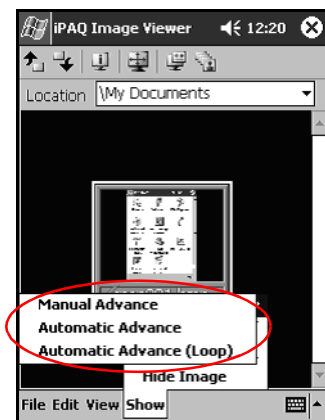 iPAQ Image Viewer 12:20
Location \My Documents
Manual Advance
Automatic Advance
Automatic Advance (Loop)
Hide Image
File Edit View Show